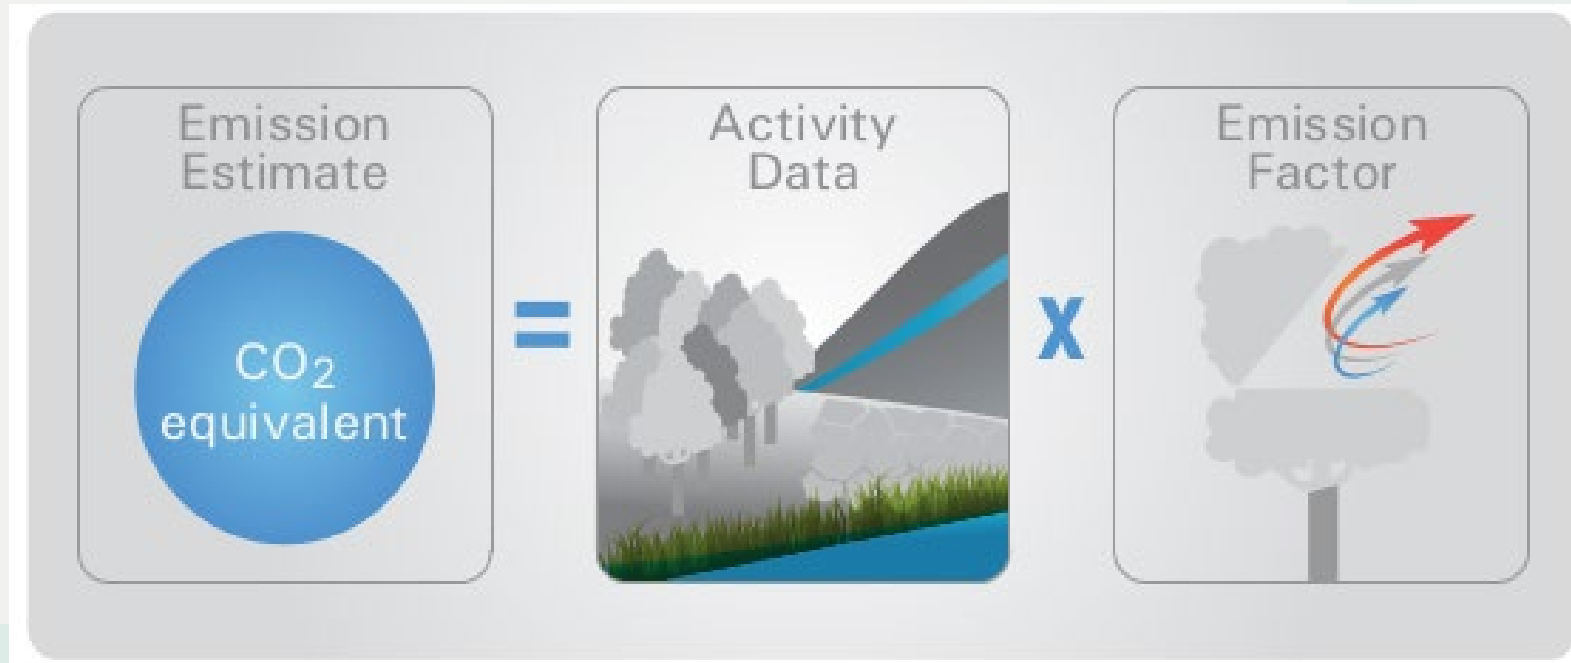 Emission
Estimate
CO₂
equivalent
=
Activity
Data
x
Emission
Factor